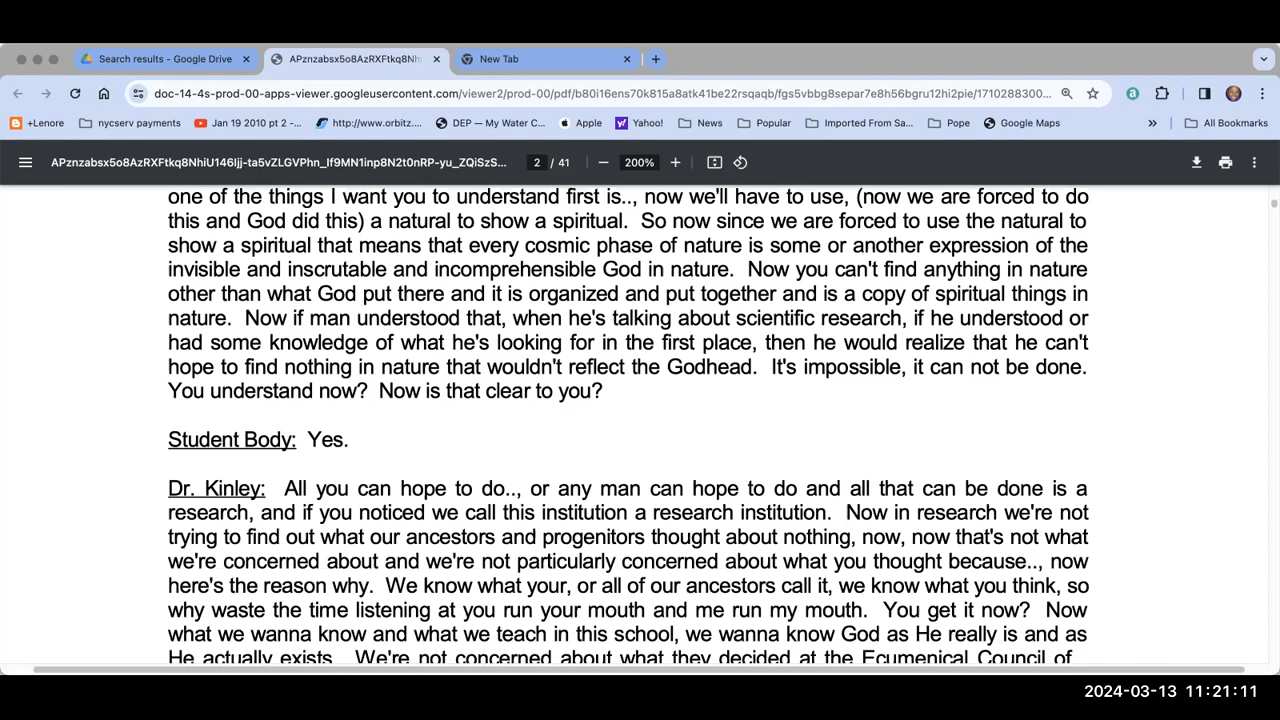 Search results - Google Drive
APznzabsx5o8AzRXFtkq8Nhi
New Tab
doc-14-4s-prod-00-apps-viewer.googleusercontent.com/viewer2/prod-00/pdf/b80i16ens70k815a8atk41be22rsqaqb/fgs5vbbg8separ7e8h56bgru12hi2pie/1710288300...
+Lenore
nycserv payments
Jan 19 2010 pt 2 -...
http://www.orbitz....
DEP — My Water C...
Apple
Yahoo!
News
Popular
Imported From Sa...
Pope
Google Maps
All Bookmarks
APznzabsx5o8AzRXFtkq8NhiU146Ijj-ta5vZLGVPhn_If9MN1inp8N2t0nRP-yu_ZQiSzS...
2 / 41
200%
one of the things I want you to understand first is.., now we'll have to use, (now we are forced to do
this and God did this) a natural to show a spiritual. So now since we are forced to use the natural to
show a spiritual that means that every cosmic phase of nature is some or another expression of the
invisible and inscrutable and incomprehensible God in nature. Now you can't find anything in nature
other than what God put there and it is organized and put together and is a copy of spiritual things in
nature. Now if man understood that, when he's talking about scientific research, if he understood or
had some knowledge of what he's looking for in the first place, then he would realize that he can't
hope to find nothing in nature that wouldn't reflect the Godhead. It's impossible, it can not be done.
You understand now? Now is that clear to you?
Student Body: Yes.
Dr. Kinley: All you can hope to do.., or any man can hope to do and all that can be done is a
research, and if you noticed we call this institution a research institution. Now in research we're not
trying to find out what our ancestors and progenitors thought about nothing, now, now that's not what
we're concerned about and we're not particularly concerned about what you thought because.., now
here's the reason why. We know what your, or all of our ancestors call it, we know what you think, so
why waste the time listening at you run your mouth and me run my mouth. You get it now? Now
what we wanna know and what we teach in this school, we wanna know God as He really is and as
He actually exists. We're not concerned about what they decided at the Ecumenical Council of
2024-03-13 11:21:11